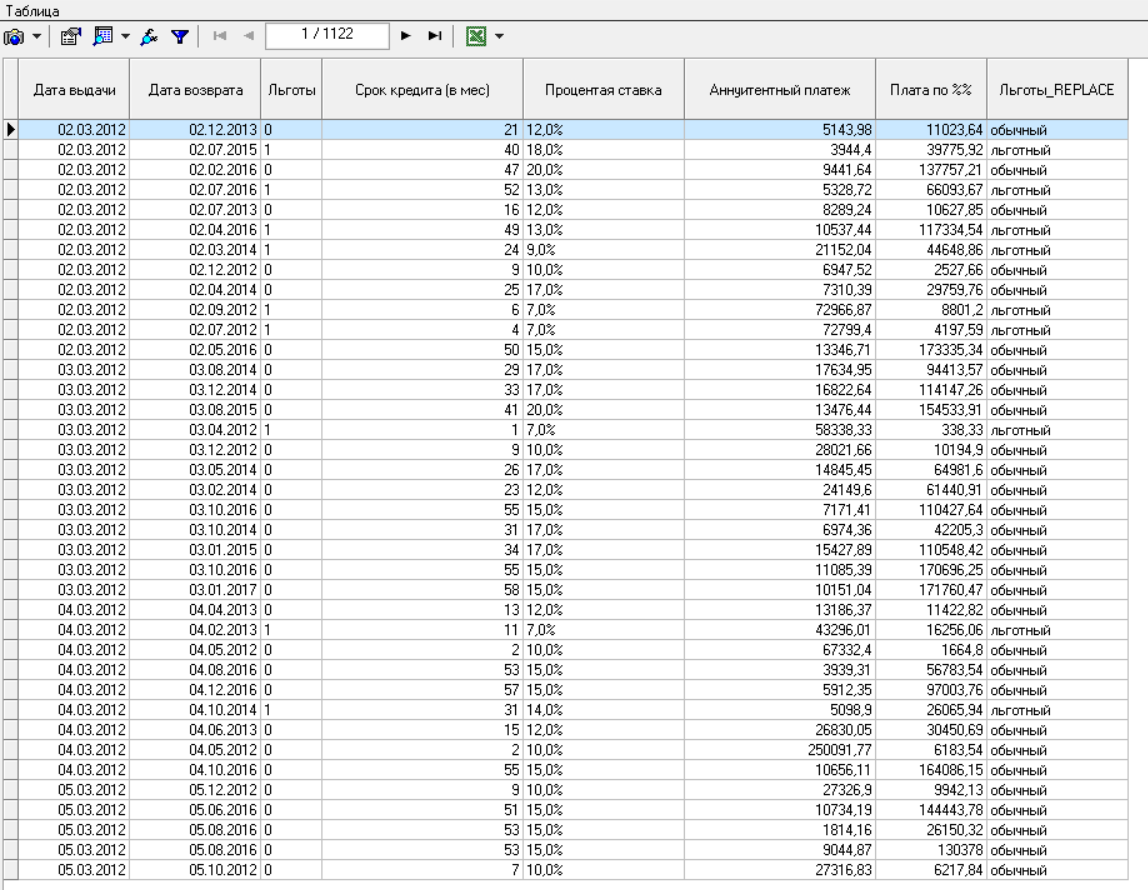 Таблица
1 / 1122
Дата выдачи Дата возврата Льготы Срок кредита (в мес) Процентая ставка Аннуитентный платеж Плата по %% Льготы_REPLACE
02.03.2012 02.12.2013 0 21 12,0% 5143,98 11023,64 обычный
02.03.2012 02.07.2015 1 40 18,0% 3944,4 39775,92 льготный
02.03.2012 02.02.2016 0 47 20,0% 9441,64 137757,21 обычный
02.03.2012 02.07.2016 1 52 13,0% 5328,72 66093,67 льготный
02.03.2012 02.07.2013 0 16 12,0% 8289,24 10627,85 обычный
02.03.2012 02.04.2016 1 49 13,0% 10537,44 117334,54 льготный
02.03.2012 02.03.2014 1 24 9,0% 21152,04 44648,86 льготный
02.03.2012 02.12.2012 0 9 10,0% 6947,52 2527,66 обычный
02.03.2012 02.04.2014 0 25 17,0% 7310,39 29759,76 обычный
02.03.2012 02.09.2012 1 6 7,0% 72966,87 8801,2 льготный
02.03.2012 02.07.2012 1 4 7,0% 72799,4 4197,59 льготный
02.03.2012 02.05.2016 0 50 15,0% 13346,71 173335,34 обычный
03.03.2012 03.08.2014 0 29 17,0% 17634,95 94413,57 обычный
03.03.2012 03.12.2014 0 33 17,0% 16822,64 114147,26 обычный
03.03.2012 03.08.2015 0 41 20,0% 13476,44 154533,91 обычный
03.03.2012 03.04.2012 1 1 7,0% 58338,33 338,33 льготный
03.03.2012 03.12.2012 0 9 10,0% 28021,66 10194,9 обычный
03.03.2012 03.05.2014 0 26 17,0% 14845,45 64981,6 обычный
03.03.2012 03.02.2014 0 23 12,0% 24149,6 61440,91 обычный
03.03.2012 03.10.2016 0 55 15,0% 7171,41 110427,64 обычный
03.03.2012 03.10.2014 0 31 17,0% 6974,36 42205,3 обычный
03.03.2012 03.01.2015 0 34 17,0% 15427,89 110548,42 обычный
03.03.2012 03.10.2016 0 55 15,0% 11085,39 170696,25 обычный
03.03.2012 03.01.2017 0 58 15,0% 10151,04 171760,47 обычный
04.03.2012 04.04.2013 0 13 12,0% 13186,37 11422,82 обычный
04.03.2012 04.02.2013 1 11 7,0% 43296,01 16256,06 льготный
04.03.2012 04.05.2012 0 2 10,0% 67332,4 1664,8 обычный
04.03.2012 04.08.2016 0 53 15,0% 3939,31 56783,54 обычный
04.03.2012 04.12.2016 0 57 15,0% 5912,35 97003,76 обычный
04.03.2012 04.10.2014 1 31 14,0% 5098,9 26065,94 льготный
04.03.2012 04.06.2013 0 15 12,0% 26830,05 30450,69 обычный
04.03.2012 04.05.2012 0 2 10,0% 250091,77 6183,54 обычный
04.03.2012 04.10.2016 0 55 15,0% 10656,11 164086,15 обычный
05.03.2012 05.12.2012 0 9 10,0% 27326,9 9942,13 обычный
05.03.2012 05.06.2016 0 51 15,0% 10734,19 144443,78 обычный
05.03.2012 05.08.2016 0 53 15,0% 1814,16 26150,32 обычный
05.03.2012 05.08.2016 0 53 15,0% 9044,87 130378 обычный
05.03.2012 05.10.2012 0 7 10,0% 27316,83 6217,84 обычный